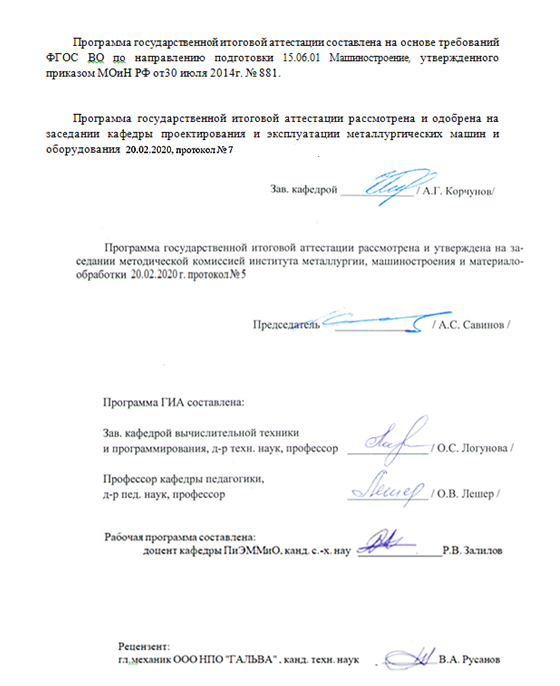 Программа государственной итоговой аттестации составлена на основе требований
ФГОС ВО по направлению подготовки 15.06.01 Машиностроение, утвержденного
приказом МОиН РФ от30 июля 2014г. № 881.
Программа государственной итоговой аттестации рассмотрена и одобрена на
заседании кафедры проектирования и эксплуатации металлургических машин и
оборудования 20.02.2020, протокол № 7
Зав. кафедрой / А.Г. Корчунов/
Программа государственной итоговой аттестации рассмотрена и утверждена на за-
седании методической комиссией института металлургии, машиностроения и материало-
обработки 20.02.2020 г. протокол № 5
Председатель / А.С. Савинов /
Программа ГИА составлена:
Зав. кафедрой вычислительной техники
и программирования, д-р техн. наук, профессор / О.С. Логунова /
Профессор кафедры педагогики,
д-р пед. наук, профессор Лешер / О.В. Лешер /
Рабочая программа составлена:
доцент кафедры ПиЭММиО, канд. с.-х. наук Р.В. Залилов
Рецензент:
гл.механик ООО НПО "ГАЛЬВА" , канд. техн. наук В.А. Русанов